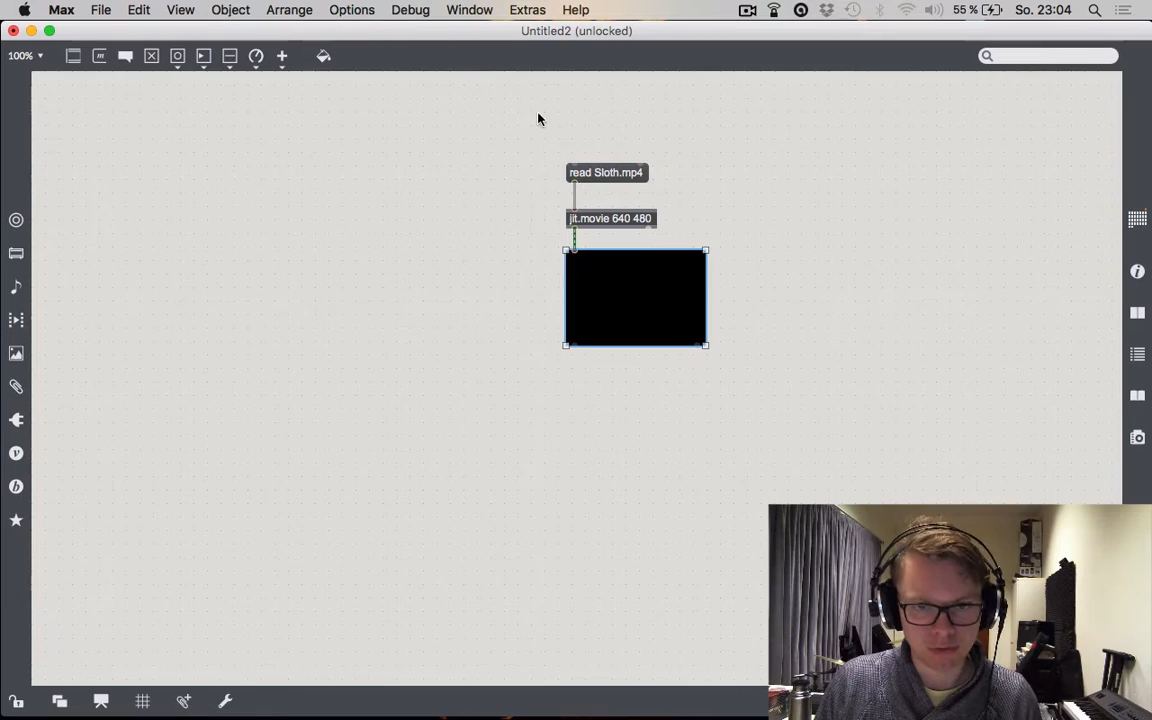 Max File Edit View Object Arrange Options Debug Window Extras Help 55 % So. 23:04
Untitled2 (unlocked)
100%
read Sloth.mp4
jit.movie 640 480